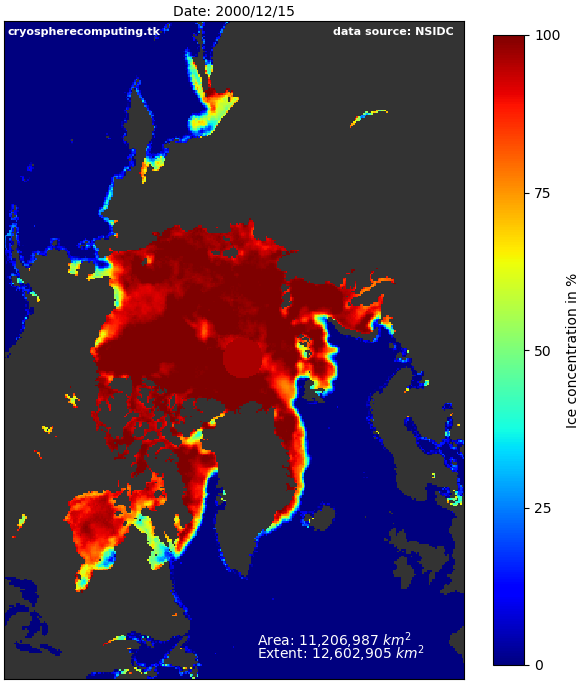 Date: 2000/12/15
cryospherecomputing.tk
data source: NSIDC
100
75
50
25
0
Ice concentration in %
Area: 11,206,987 km²
Extent: 12,602,905 km²